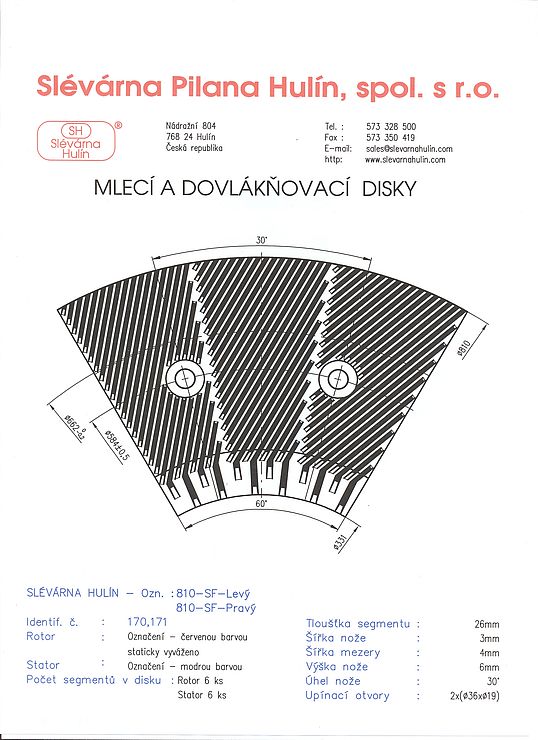 Slévárna Pilana Hulín, spol. s r.o.
SH
Slévárna
Hulín
®
Nádražní 804
768 24 Hulín
Česká republika
Tel. : 573 328 500
Fax : 573 350 419
E-mail: sales@slevarnahulin.com
http: www.slevarnahulin.com
MLECÍ A DOVLÁKŇOVACÍ DISKY
30°
ø810
ø662
ø584±0,5
60°
ø331
SLÉVÁRNA HULÍN – Ozn. : 810–SF–Levý
810–SF–Pravý
Identif. č. : 170,171
Rotor : Označení – červenou barvou
staticky vyváženo
Stator : Označení – modrou barvou
Počet segmentů v disku : Rotor 6 ks
Stator 6 ks
Tloušťka segmentu : 26mm
Šířka nože : 3mm
Šířka mezery : 4mm
Výška nože : 6mm
Úhel nože : 30°
Upínací otvory : 2x(ø36xø19)